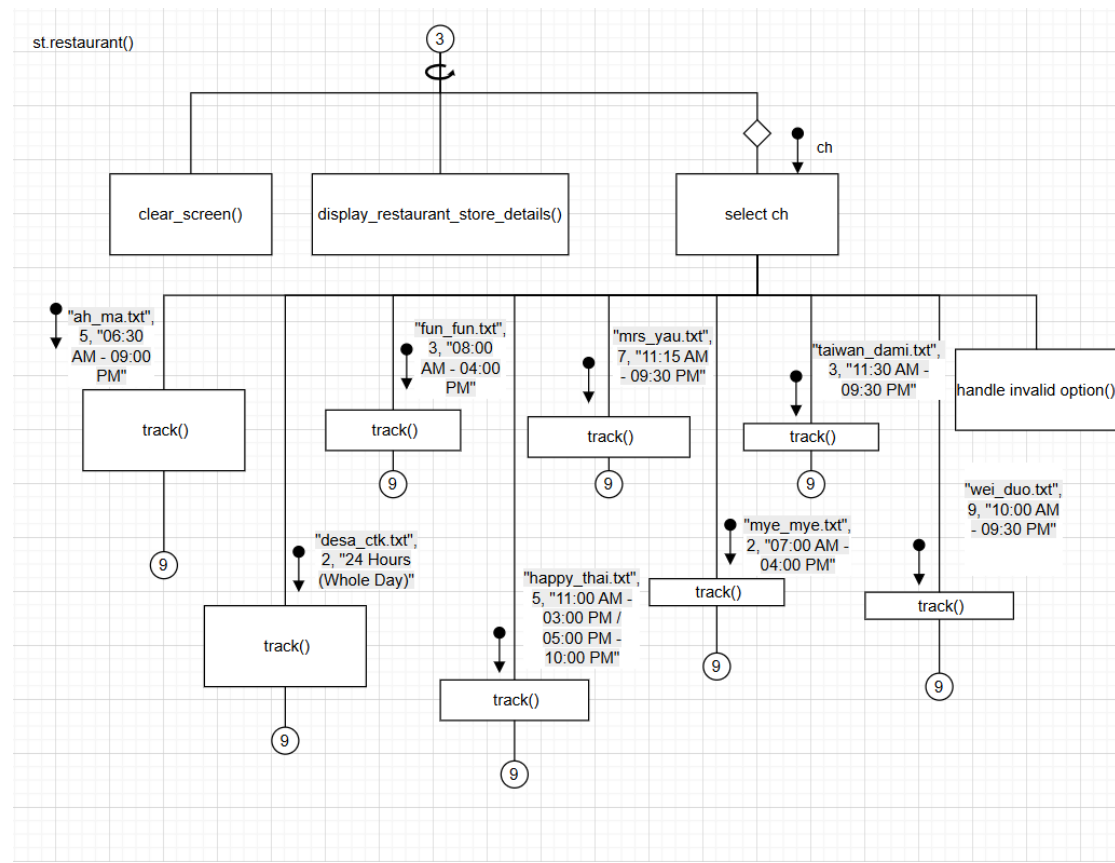 st.restaurant()
3
ch
clear_screen()
display_restaurant_store_details()
select ch
"ah_ma.txt",
5, "06:30
AM - 09:00
PM"
track()
9
"desa_ctk.txt",
2, "24 Hours
(Whole Day)"
track()
9
"fun_fun.txt",
3, "08:00
AM - 04:00
PM"
track()
9
"happy_thai.txt",
5, "11:00 AM -
03:00 PM /
05:00 PM -
10:00 PM"
track()
9
"mrs_yau.txt",
7, "11:15 AM
- 09:30 PM"
track()
9
"mye_mye.txt",
2, "07:00 AM -
04:00 PM"
track()
9
"taiwan_dami.txt",
3, "11:30 AM -
09:30 PM"
track()
9
"wei_duo.txt",
9, "10:00 AM
- 09:30 PM"
track()
9
handle invalid option()